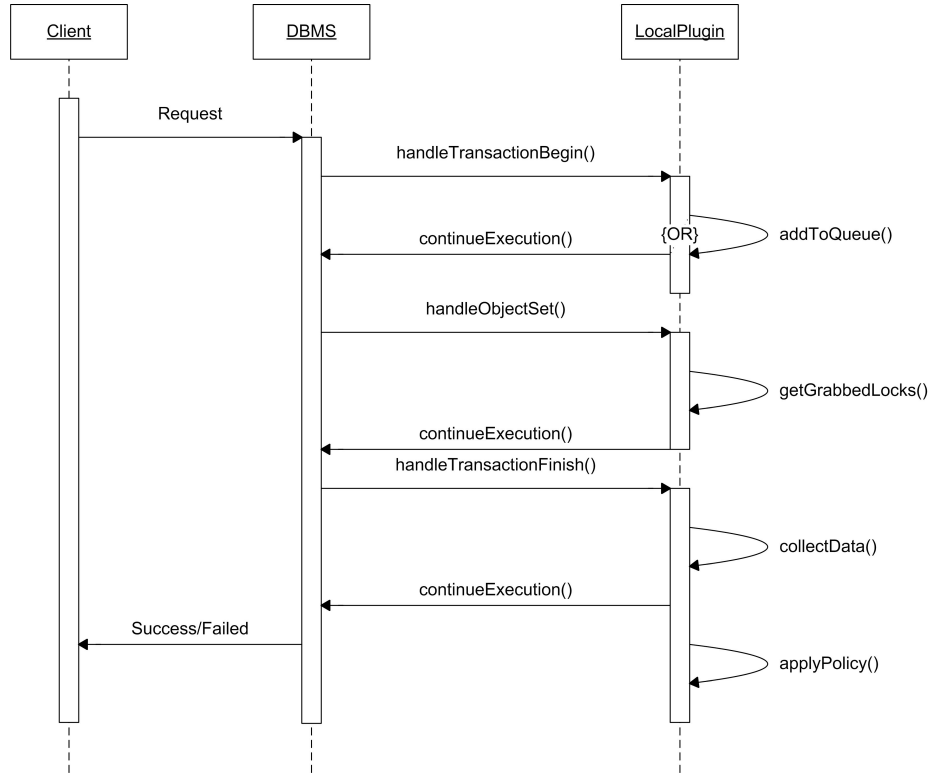 Client
DBMS
LocalPlugin
Request
handleTransactionBegin()
{OR}
addToQueue()
continueExecution()
handleObjectSet()
getGrabbedLocks()
continueExecution()
handleTransactionFinish()
collectData()
continueExecution()
Success/Failed
applyPolicy()